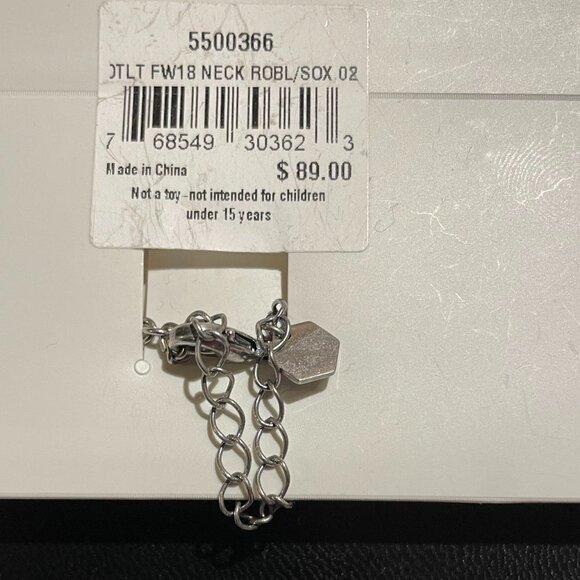 5500366
OTLT FW18 NECK ROBL/SOX 02
7 68549 30362 3
Made in China $ 89.00
Not a toy - not intended for children
under 15 years